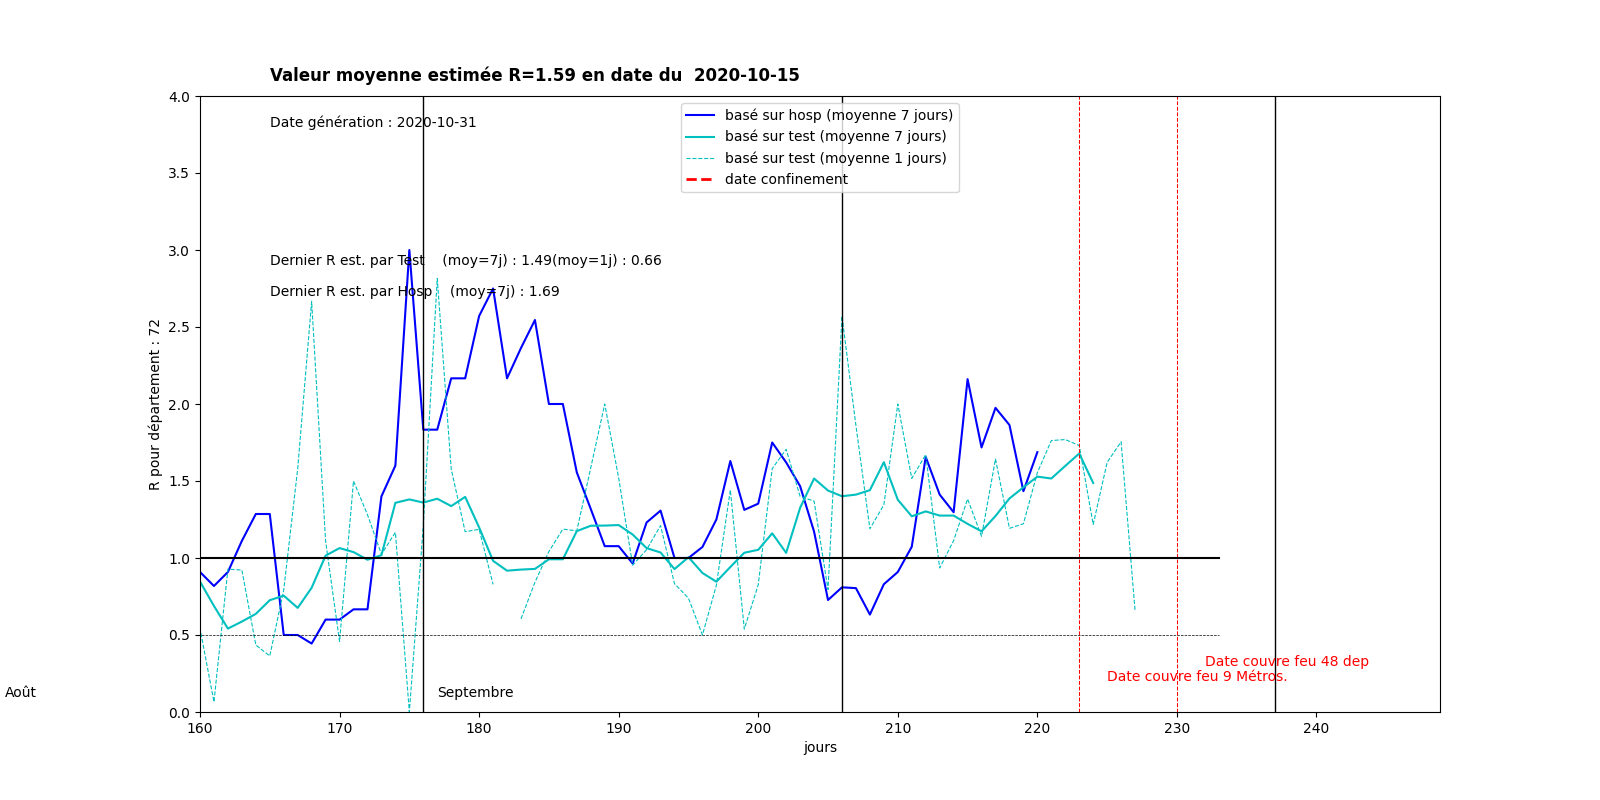 Valeur moyenne estimée R=1.59 en date du  2020-10-15
Date génération : 2020-10-31
basé sur hosp (moyenne 7 jours)
basé sur test (moyenne 7 jours)
basé sur test (moyenne 1 jours)
date confinement
Dernier R est. par Test    (moy=7j) : 1.49(moy=1j) : 0.66
Dernier R est. par Hosp    (moy=7j) : 1.69
R pour département : 72
4.0
3.5
3.0
2.5
2.0
1.5
1.0
0.5
0.0
Date couvre feu 48 dep
Date couvre feu 9 Métros.
Août
Septembre
160 170 180 190 200 210 220 230 240
jours